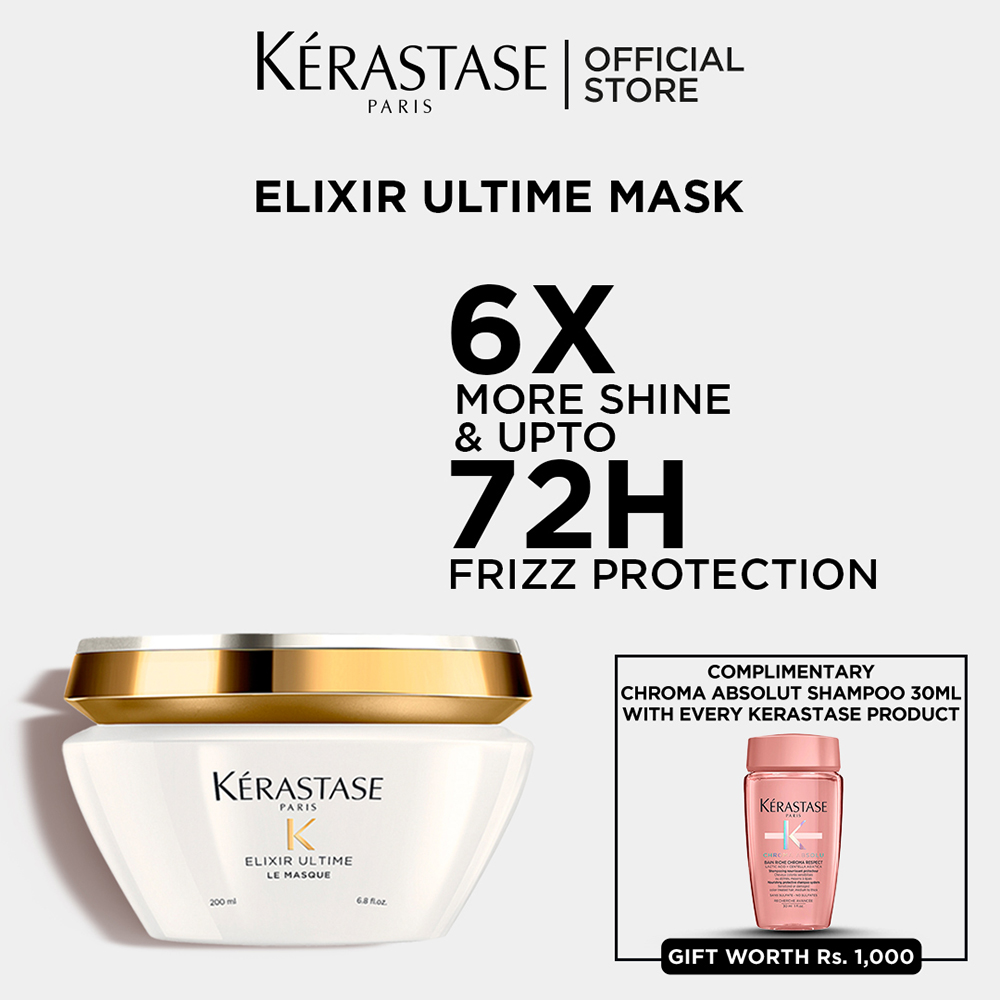 KÉRASTASE
PARIS
OFFICIAL
STORE
ELIXIR ULTIME MASK
6X
MORE SHINE
& UPTO
72H
FRIZZ PROTECTION
KÉRASTASE
PARIS
K
ELIXIR ULTIME
LE MASQUE
200 ml 6.8 fl.oz.
COMPLIMENTARY
CHROMA ABSOLUT SHAMPOO 30ML
WITH EVERY KERASTASE PRODUCT
KÉRASTASE
PARIS
K
BAIN RICHE CHROMA RESPECT
GIFT WORTH Rs. 1,000